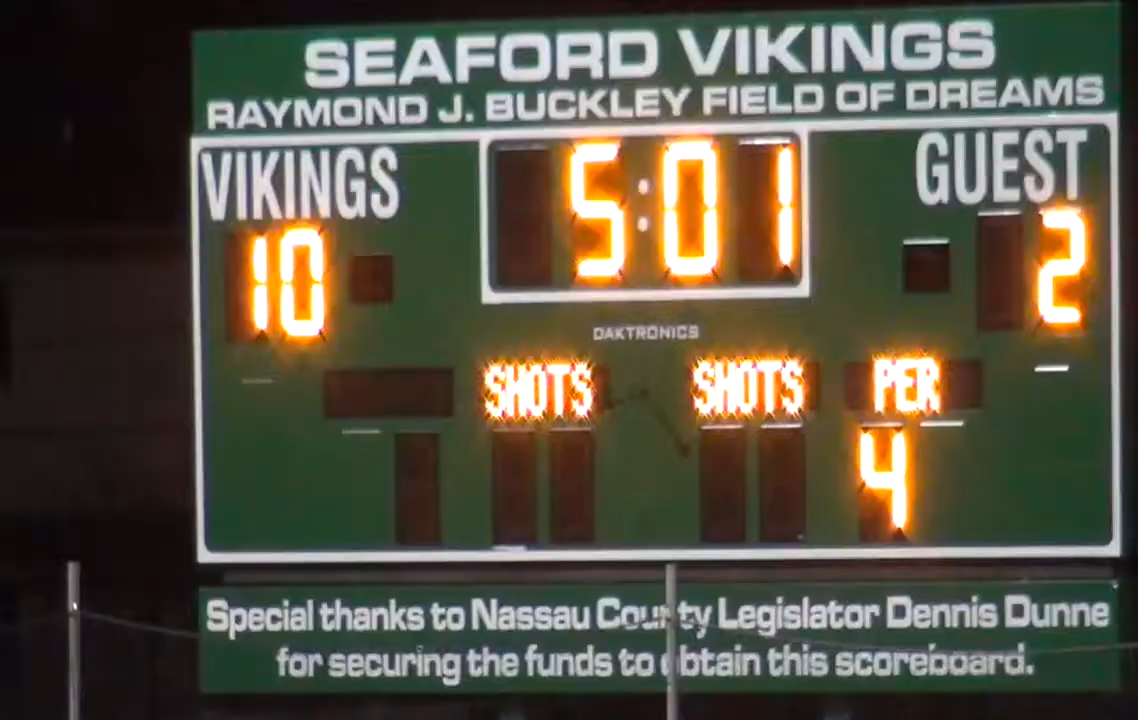 SEAFORD VIKINGS
RAYMOND J. BUCKLEY FIELD OF DREAMS
VIKINGS 5:01 GUEST
10 2
DAKTRONICS
SHOTS SHOTS PER
4
Special thanks to Nassau County Legislator Dennis Dunne
for securing the funds to obtain this scoreboard.